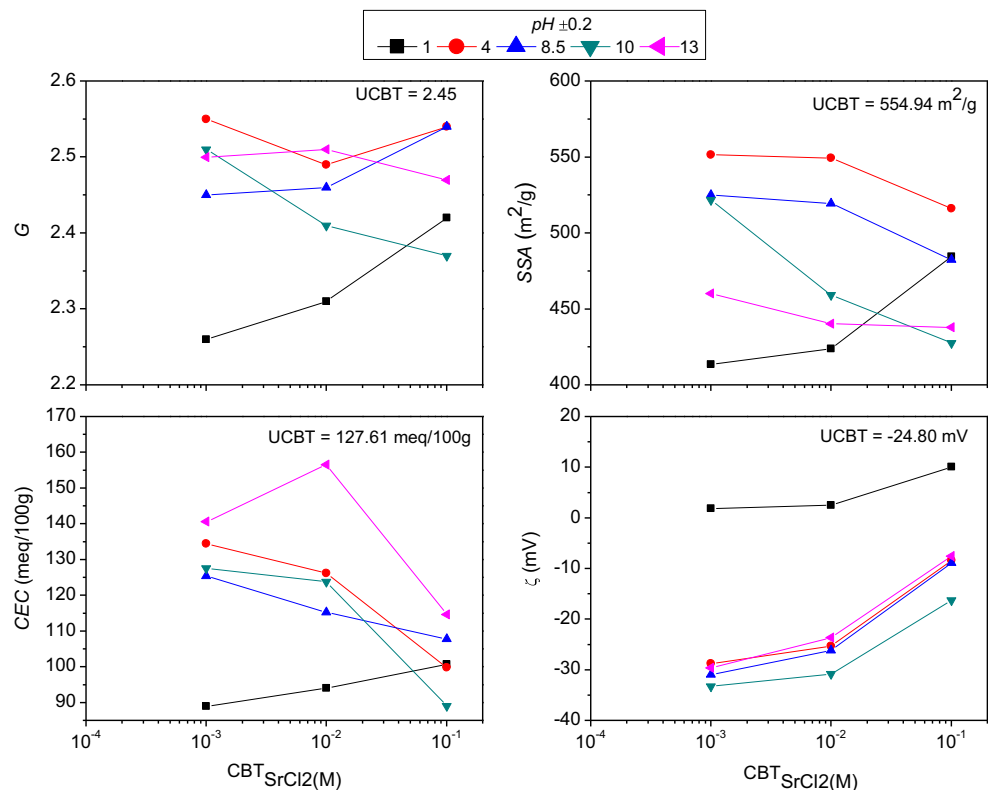 pH ±0.2
1 4 8.5 10 13
2.6
2.5
2.4
2.3
2.2
G
UCBT = 2.45
600
550
500
450
400
SSA (m²/g)
UCBT = 554.94 m²/g
170
160
150
140
130
120
110
100
90
CEC (meq/100g)
UCBT = 127.61 meq/100g
10⁻⁴ 10⁻³ 10⁻² 10⁻¹
CBT SrCl2(M)
20
10
0
-10
-20
-30
-40
ζ (mV)
UCBT = -24.80 mV
10⁻⁴ 10⁻³ 10⁻² 10⁻¹
CBT SrCl2(M)